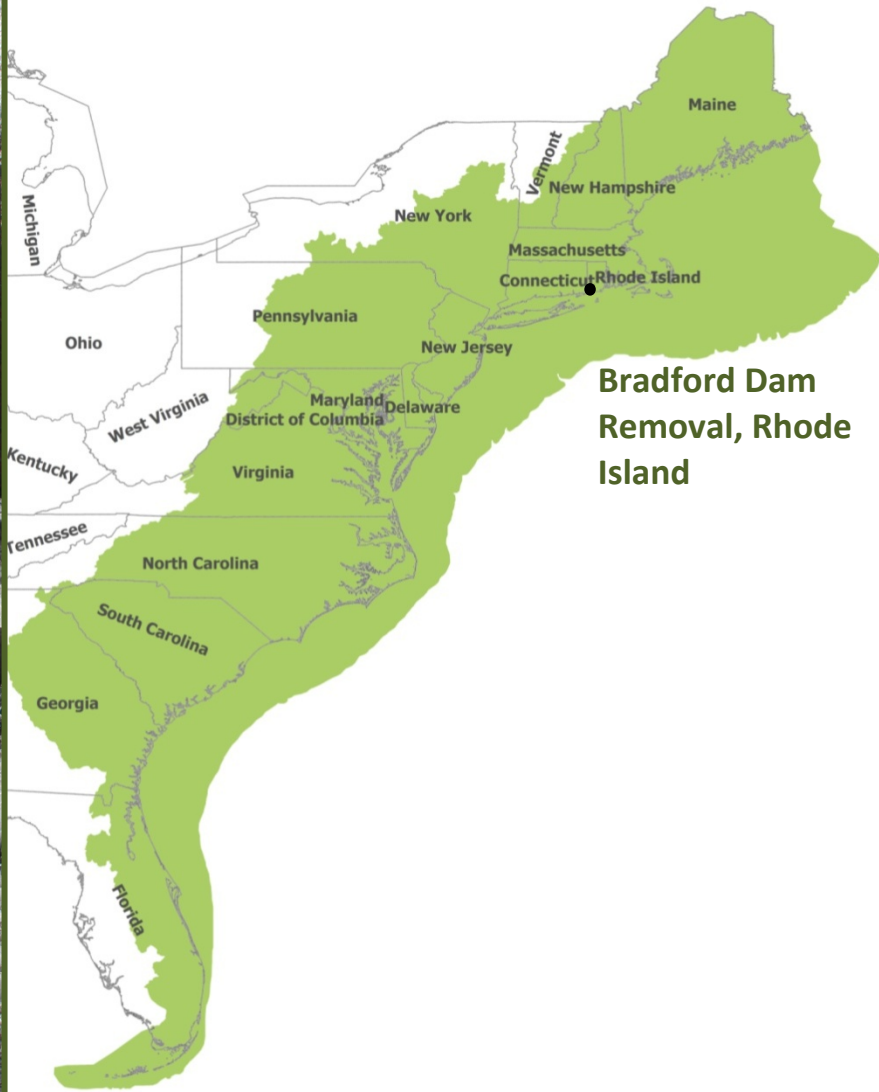 Maine
Vermont
New Hampshire
Michigan
New York
Massachusetts
Connecticut
Rhode Island
Pennsylvania
Ohio
New Jersey
Bradford Dam
Removal, Rhode
Island
Maryland
Delaware
West Virginia
District of Columbia
Kentucky
Virginia
Tennessee
North Carolina
South Carolina
Georgia
Florida